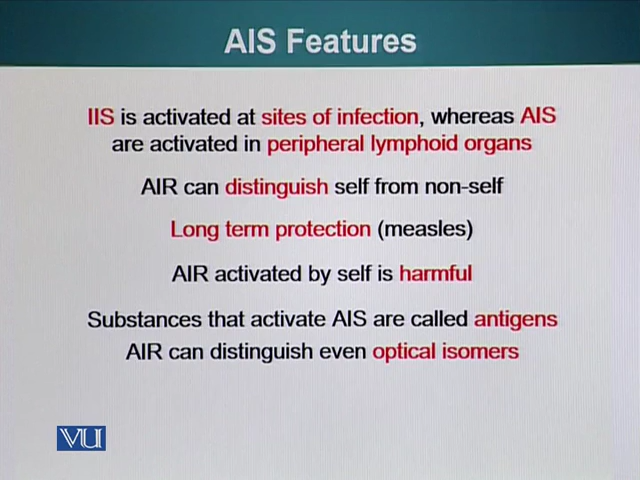 AIS Features
IIS is activated at sites of infection, whereas AIS
are activated in peripheral lymphoid organs
AIR can distinguish self from non-self
Long term protection (measles)
AIR activated by self is harmful
Substances that activate AIS are called antigens
AIR can distinguish even optical isomers
VU